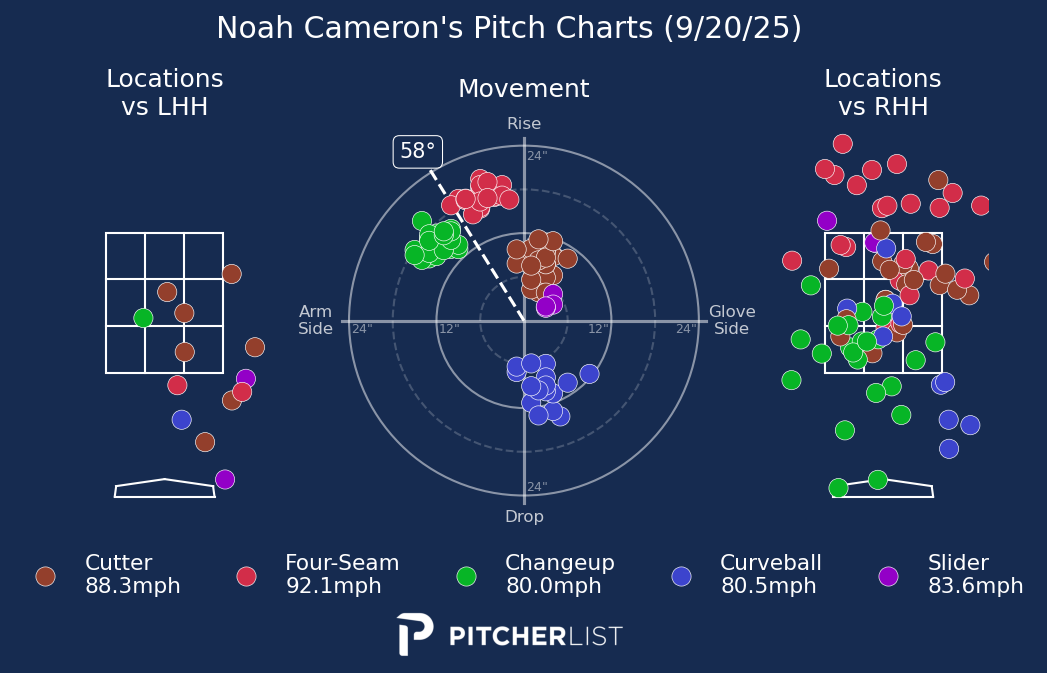 Noah Cameron's Pitch Charts (9/20/25)
Locations
vs LHH
Movement
Locations
vs RHH
Rise
58°
24"
Arm
Side
24"
12"
12"
24"
Glove
Side
24"
Drop
Cutter
88.3mph
Four-Seam
92.1mph
Changeup
80.0mph
Curveball
80.5mph
Slider
83.6mph
PITCHERLIST